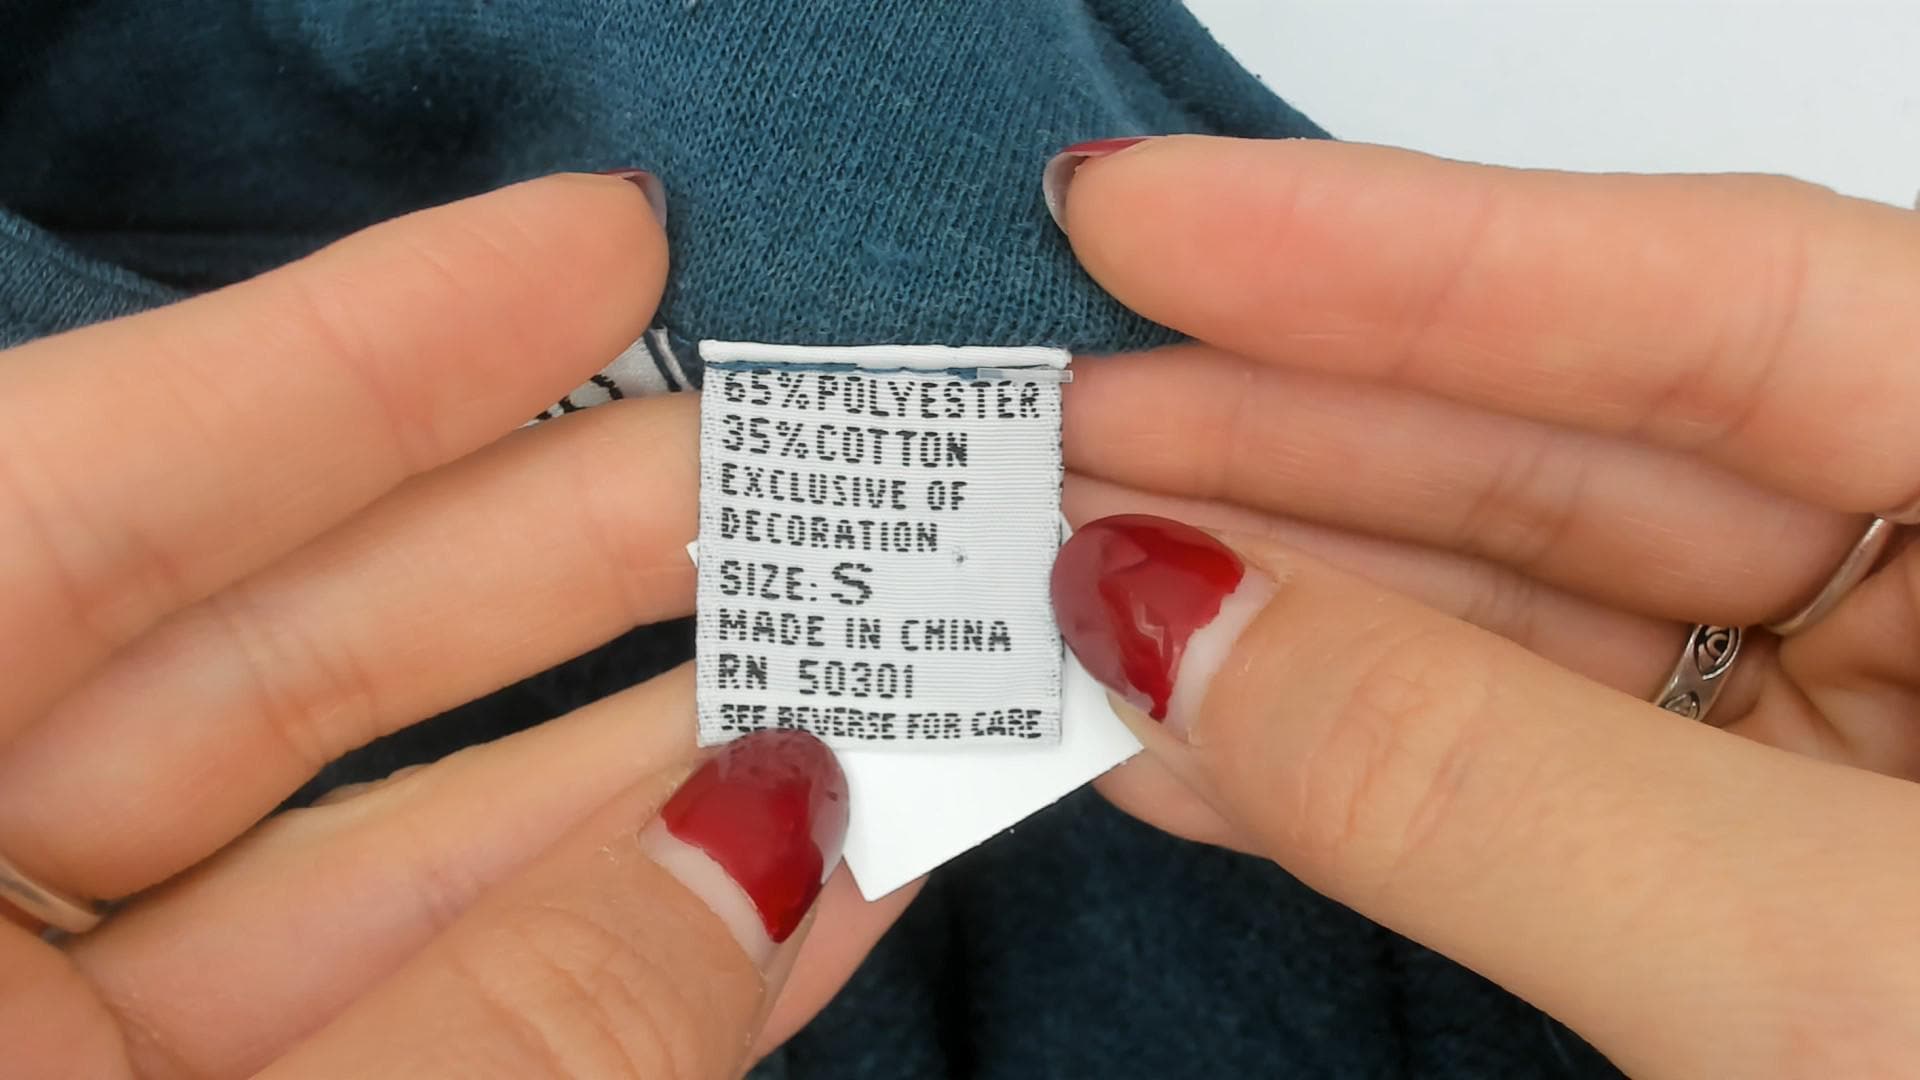 65% POLYESTER
35% COTTON
EXCLUSIVE OF
DECORATION
SIZE: S
MADE IN CHINA
RN 50301
SEE REVERSE FOR CARE